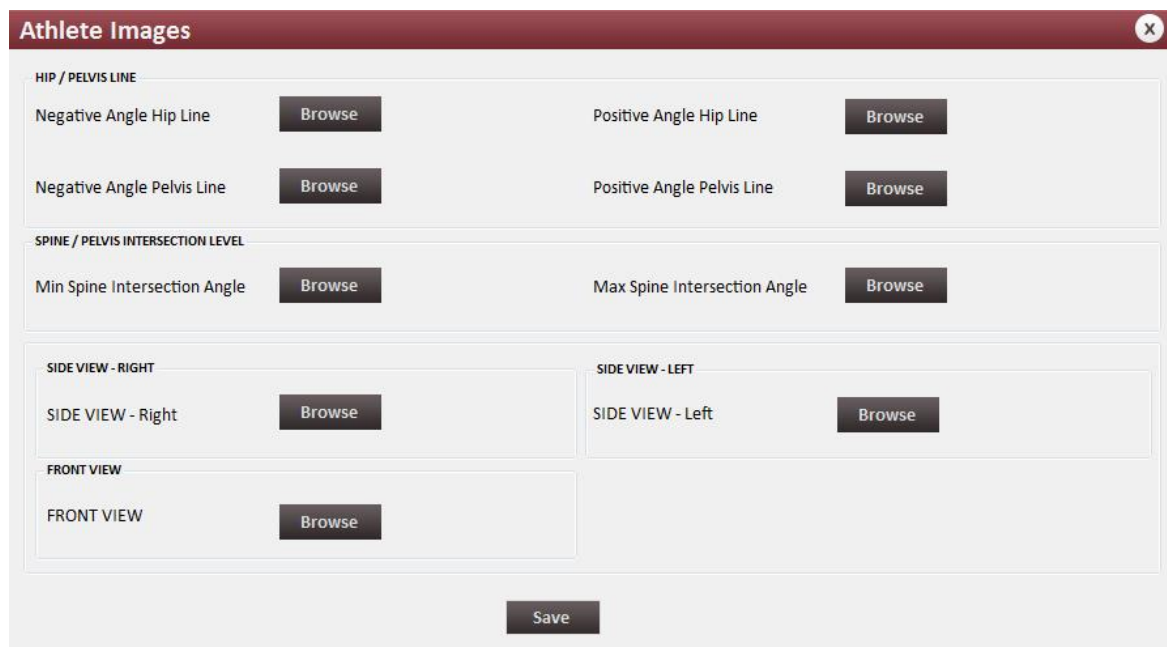 Athlete Images
X
HIP / PELVIS LINE
Negative Angle Hip Line Browse Positive Angle Hip Line Browse
Negative Angle Pelvis Line Browse Positive Angle Pelvis Line Browse
SPINE / PELVIS INTERSECTION LEVEL
Min Spine Intersection Angle Browse Max Spine Intersection Angle Browse
SIDE VIEW - RIGHT SIDE VIEW - LEFT
SIDE VIEW - Right Browse SIDE VIEW - Left Browse
FRONT VIEW
FRONT VIEW Browse
Save